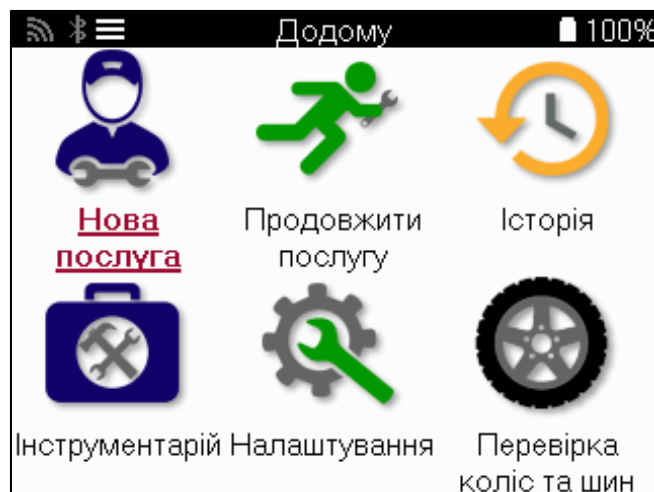 Додому 100%
Нова Продовжити Історія
послуга послугу
Інструментарій Налаштування Перевірка
коліс та шин